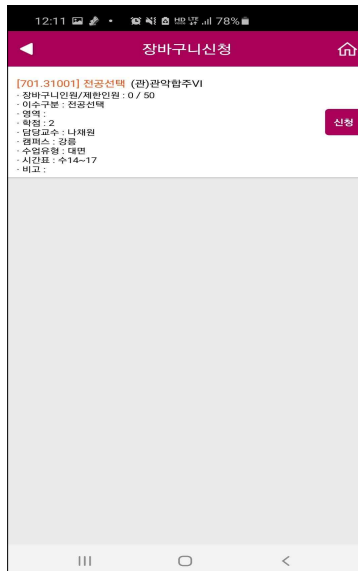 12:11 78%
장바구니신청
[701.31001] 전공선택 (관)관악합주VI
· 장바구니인원/제한인원 : 0 / 50
· 이수구분 : 전공선택
· 영역 :
· 학점 : 2
· 담당교수 : 나채원
· 캠퍼스 : 강릉
· 수업유형 : 대면
· 시간표 : 수14~17
· 비고 :
신청